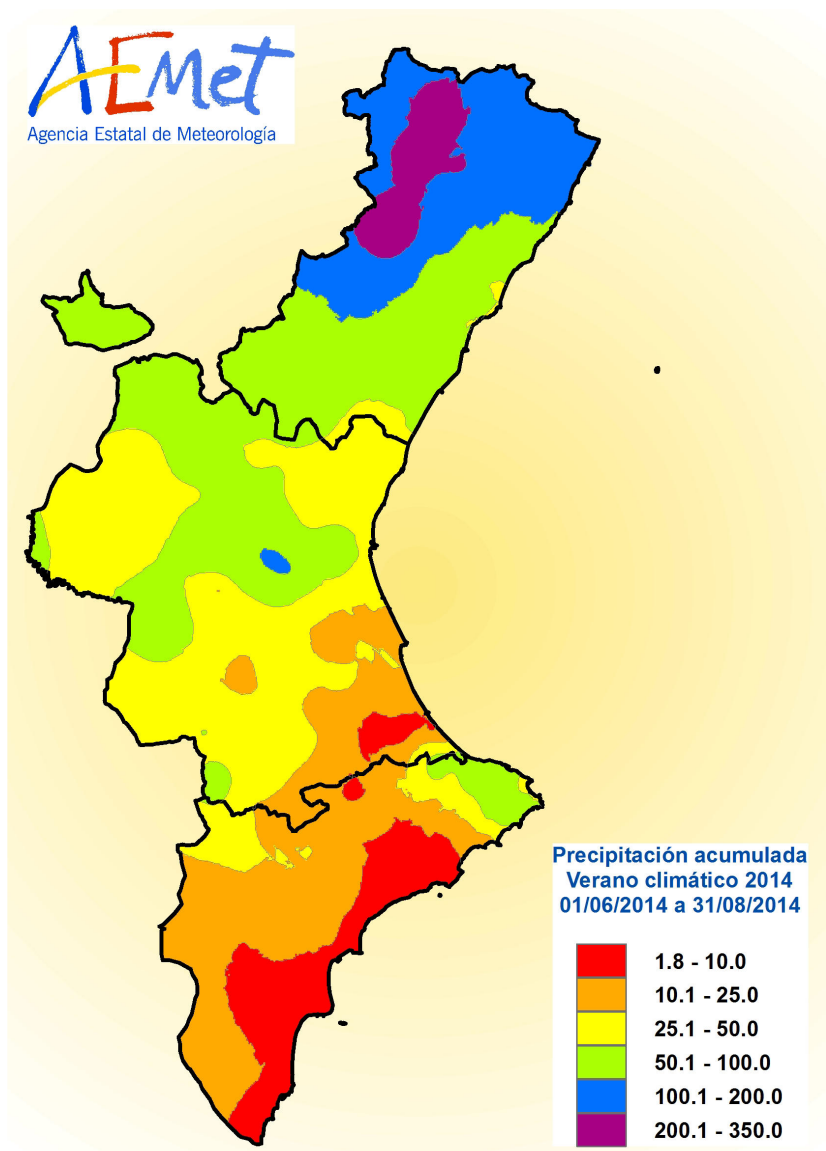 AEMet
Agencia Estatal de Meteorología
Precipitación acumulada
Verano climático 2014
01/06/2014 a 31/08/2014
1.8 - 10.0
10.1 - 25.0
25.1 - 50.0
50.1 - 100.0
100.1 - 200.0
200.1 - 350.0